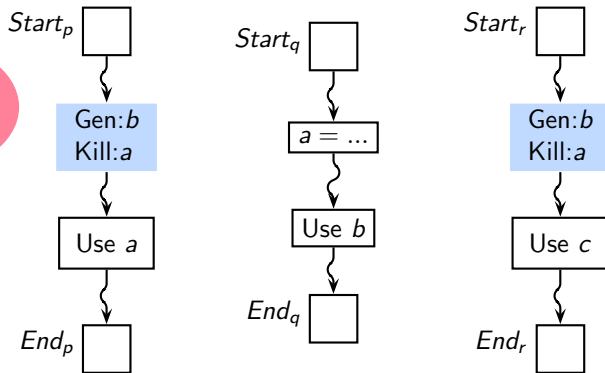 Start_p
Gen:b
Kill:a
Use a
End_p
Start_q
a = ...
Use b
End_q
Start_r
Gen:b
Kill:a
Use c
End_r